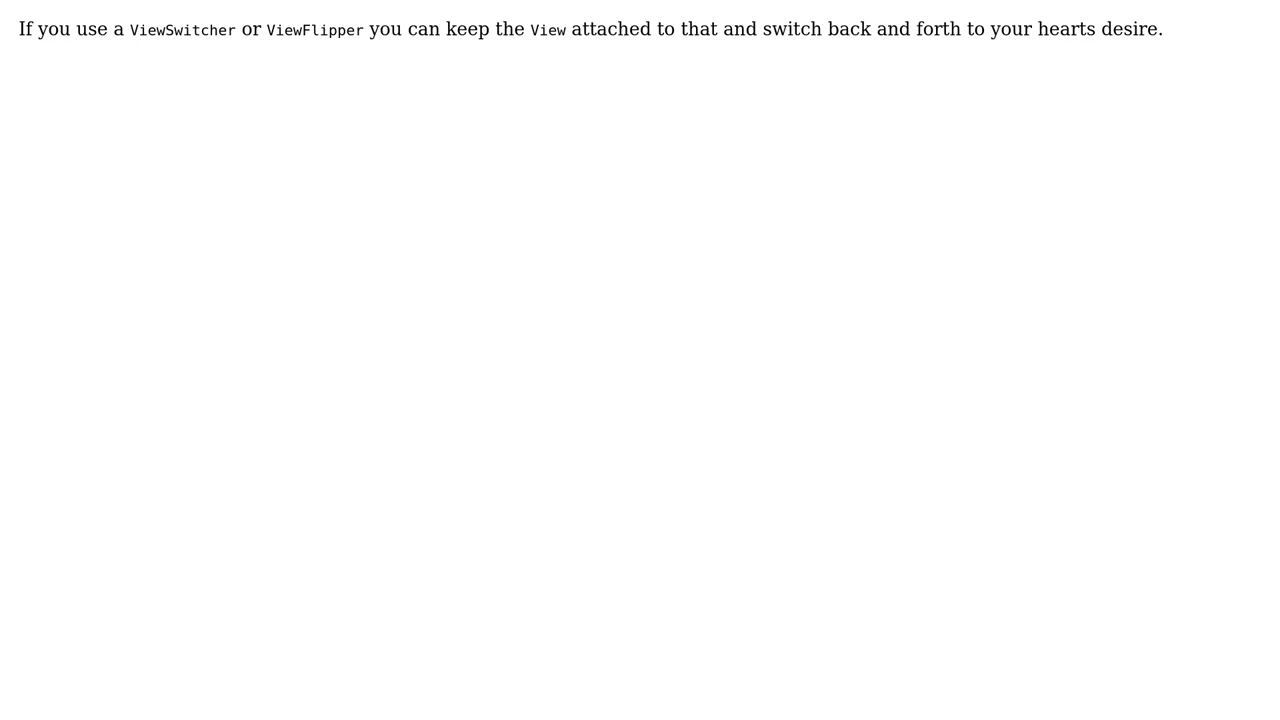 If you use a ViewSwitcher or ViewFlipper you can keep the View attached to that and switch back and forth to your hearts desire.